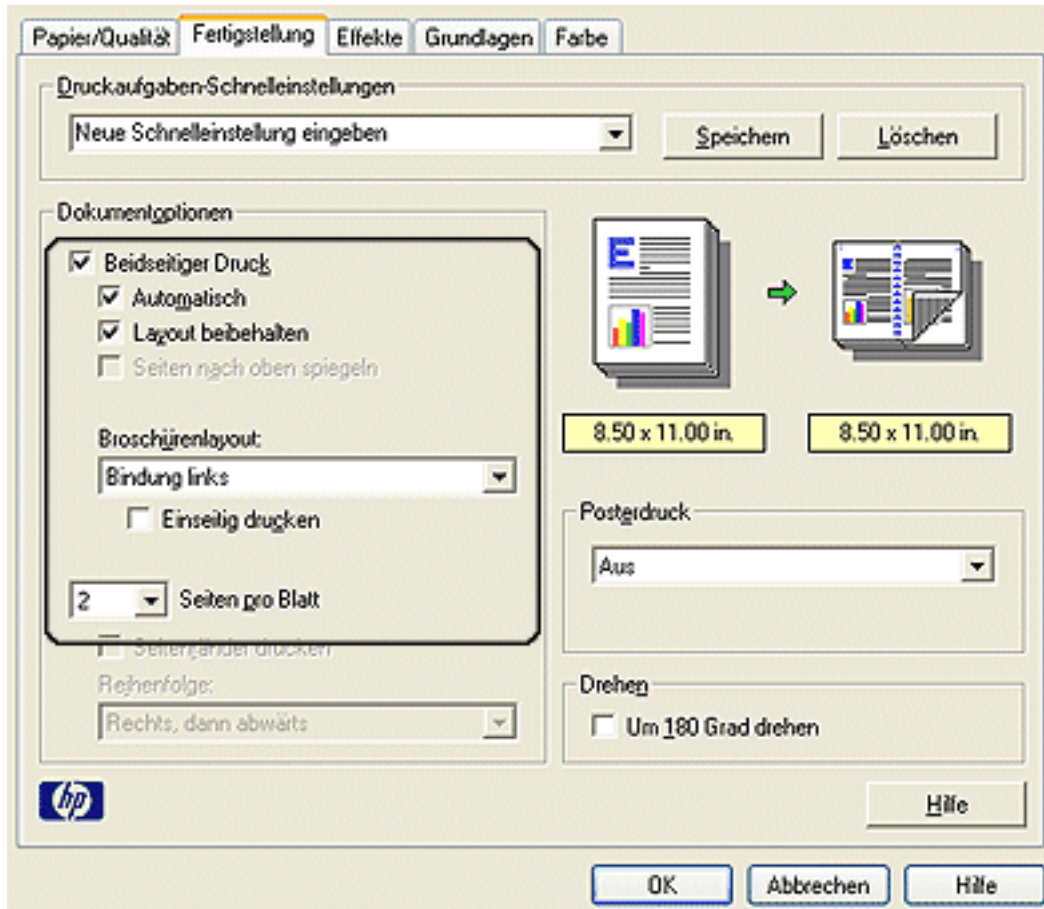 Papier/Qualität Fertigstellung Effekte Grundlagen Farbe
Druckaufgaben-Schnelleinstellungen
Neue Schnelleinstellung eingeben Speichern Löschen
Dokumentoptionen
Beidseitiger Druck
Automatisch
Layout beibehalten
Seiten nach oben spiegeln
8.50 x 11.00 in. 8.50 x 11.00 in.
Broschürenlayout:
Bindung links
Einseitig drucken
Posterdruck
Aus
2 Seiten pro Blatt
Seitenränder drucken
Reihenfolge:
Rechts, dann abwärts
Drehen
Um 180 Grad drehen
hp
Hilfe
OK Abbrechen Hilfe